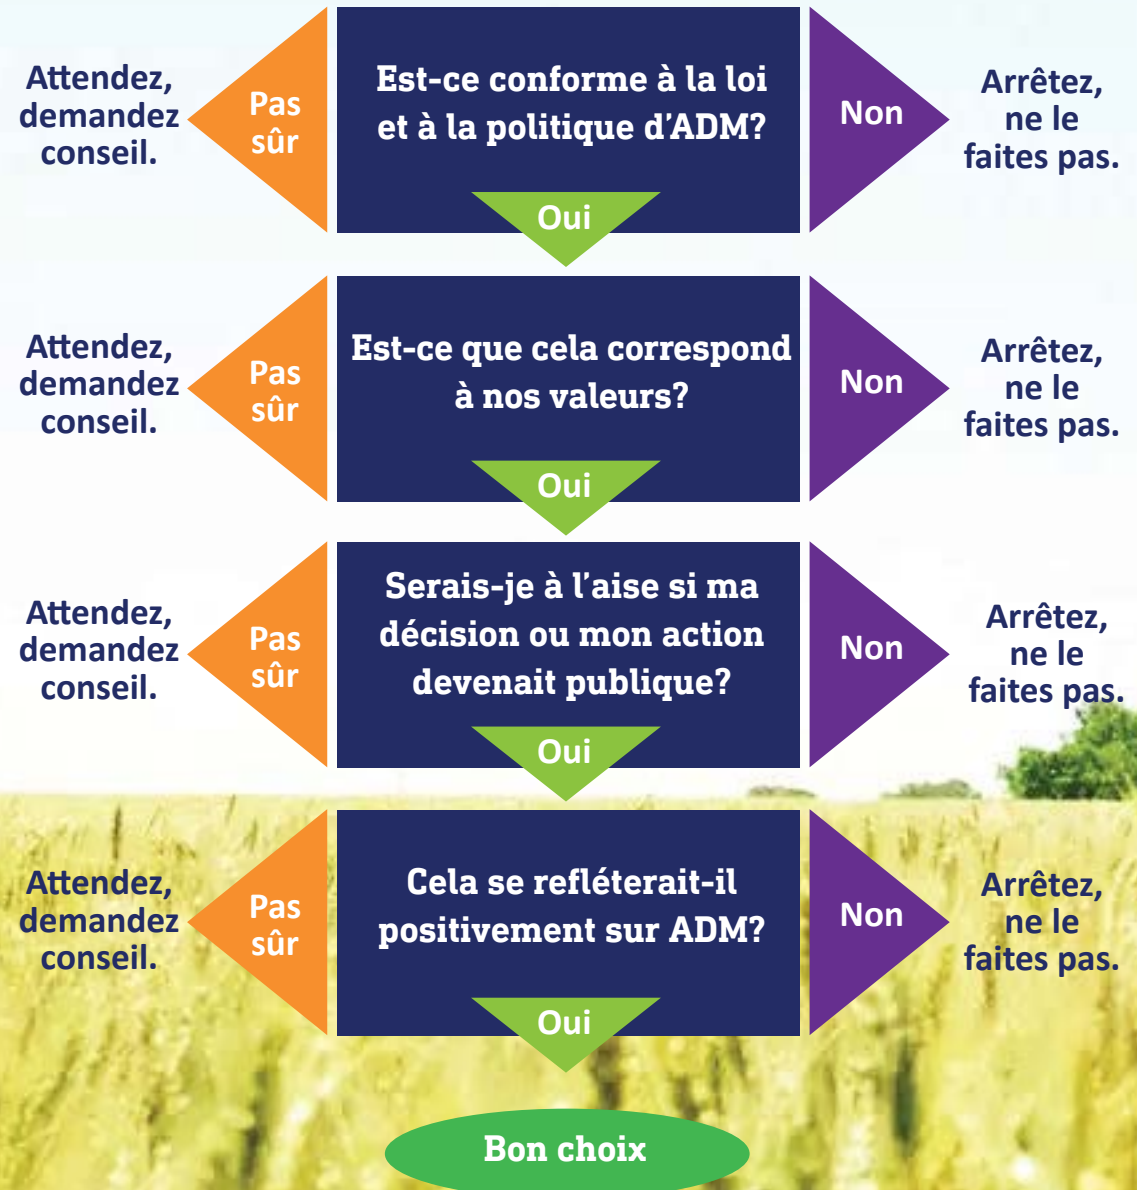 Attendez,
demandez
conseil.
Pas
sûr
Est-ce conforme à la loi
et à la politique d'ADM?
Oui
Non
Arrêtez,
ne le
faites pas.
Attendez,
demandez
conseil.
Pas
sûr
Est-ce que cela correspond
à nos valeurs?
Oui
Non
Arrêtez,
ne le
faites pas.
Attendez,
demandez
conseil.
Pas
sûr
Serais-je à l'aise si ma
décision ou mon action
devenait publique?
Oui
Non
Arrêtez,
ne le
faites pas.
Attendez,
demandez
conseil.
Pas
sûr
Cela se refléterait-il
positivement sur ADM?
Oui
Non
Arrêtez,
ne le
faites pas.
Bon choix